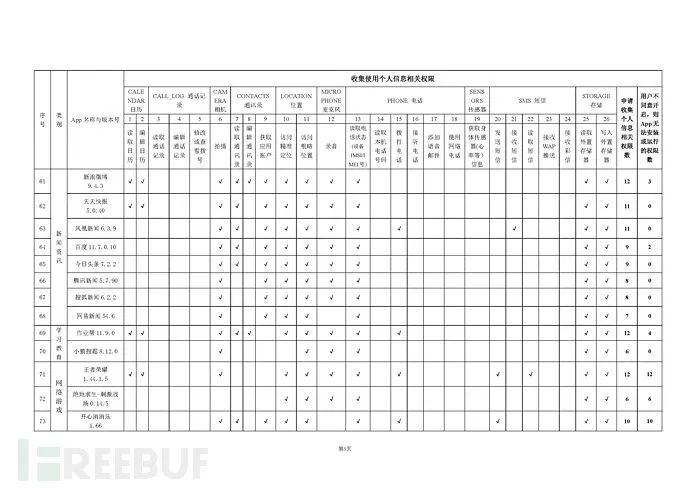 收集使用个人信息相关权限
序号 类别 App 名称与版本号 CALENDAR 日历 CALL_LOG 通话记录 CAMERA 相机 CONTACTS 通讯录 LOCATION 位置 MICROPHONE 麦克风 PHONE 电话 SENSORS 传感器 SMS 短信 STORAGE 存储 申请收集个人信息相关权限数 用户不同意开启，则App无法安装或运行的权限数
1 2 3 4 5 6 7 8 9 10 11 12 13 14 15 16 17 18 19 20 21 22 23 24 25 26
读取日历 编辑日历 读取通话记录 编辑通话记录 修改或查看拨号 拍摄 读取通讯录 编辑通讯录 获取应用账户 访问精准定位 访问粗略位置 录音 读取电话状态(设备IMSI/IMEI号) 读取本机电话号码 拨打电话 接听电话 添加语音邮件 使用网络电话 获取身体传感器(心率等)信息 发送短信 接收短信 读取短信 接收WAP推送 接收彩信 读取外置存储器 写入外置存储器
61 新浪微博 9.4.3 √ √ √ √ √ √ √ √ √ √ √ √ 12 3
62 天天快报 5.0.40 √ √ √ √ √ √ √ √ √ √ √ 11 0
63 新闻资讯 凤凰新闻 6.3.9 √ √ √ √ √ √ √ √ √ √ √ 11 0
64 百度 11.7.0.10 √ √ √ √ √ √ √ √ √ 9 2
65 今日头条 7.2.2 √ √ √ √ √ √ √ √ √ 9 0
66 腾讯新闻 5.7.90 √ √ √ √ √ √ √ √ 8 0
67 搜狐新闻 6.2.2 √ √ √ √ √ √ √ √ 8 0
68 网易新闻 54.6 √ √ √ √ √ √ √ 7 0
69 学习教育 作业帮 11.9.0 √ √ √ √ √ √ √ √ √ √ √ √ 12 4
70 小猿搜题 8.12.0 √ √ √ √ √ √ 6 0
71 网络游戏 王者荣耀 1.44.1.5 √ √ √ √ √ √ √ √ √ √ √ √ 12 12
72 绝地求生-刺激战场 0.14.5 √ √ √ √ √ √ 6 6
73 开心消消乐 1.66 √ √ √ √ √ √ √ √ √ √ 10 10
第5页
FREEBUF